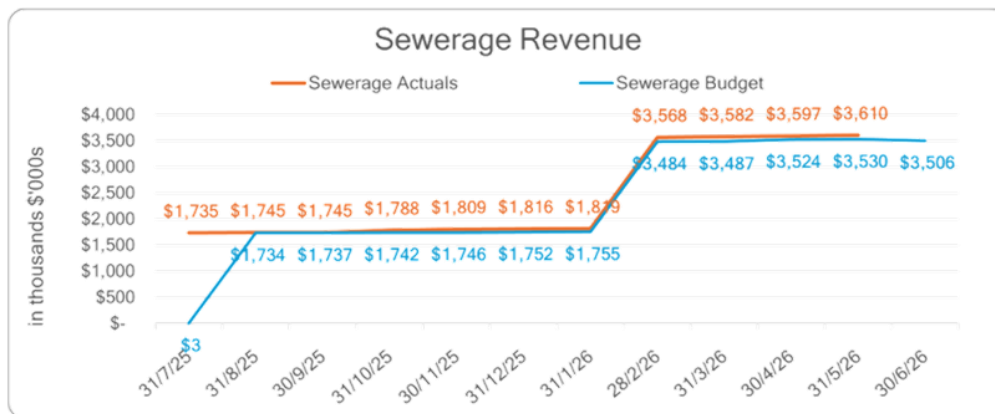 Sewerage Revenue
Sewerage Actuals Sewerage Budget
in thousands $'000s
$4,000
$3,500
$3,000
$2,500
$2,000
$1,500
$1,000
$500
$-
$1,735 $1,745 $1,745 $1,788 $1,809 $1,816 $1,819 $3,568 $3,582 $3,597 $3,610
$3 $1,734 $1,737 $1,742 $1,746 $1,752 $1,755 $3,484 $3,487 $3,524 $3,530 $3,506
31/7/25 31/8/25 30/9/25 31/10/25 30/11/25 31/12/25 31/1/26 28/2/26 31/3/26 30/4/26 31/5/26 30/6/26